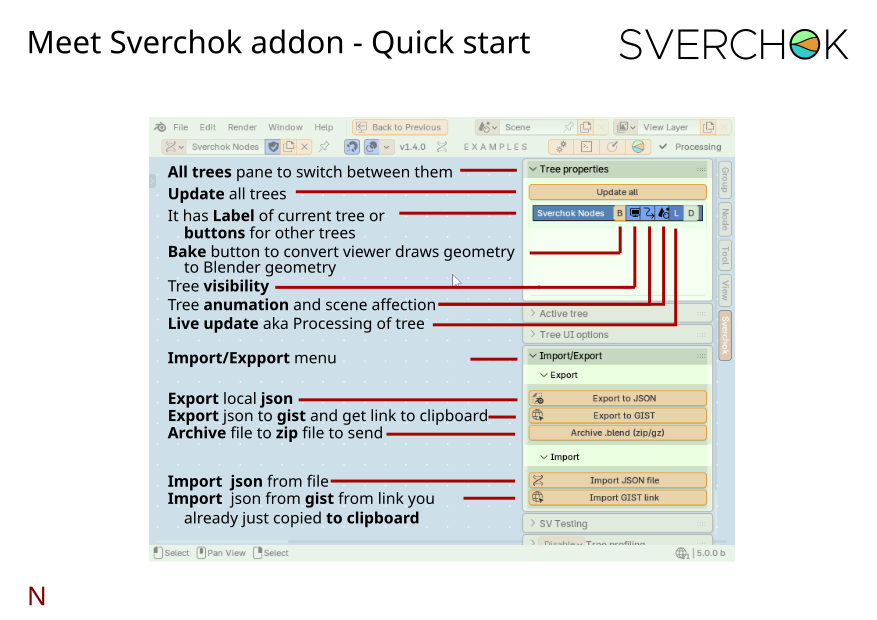 Meet Sverchok addon - Quick start
SVERCHOK
File Edit Render Window Help Back to Previous Scene View Layer
Sverchok Nodes v1.4.0 EXAMPLES Processing
All trees pane to switch between them
Update all trees
It has Label of current tree or
buttons for other trees
Bake button to convert viewer draws geometry
to Blender geometry
Tree visibility
Tree anumation and scene affection
Live update aka Processing of tree
Import/Expport menu
Export local json
Export json to gist and get link to clipboard
Archive file to zip file to send
Import json from file
Import json from gist from link you
already just copied to clipboard
Tree properties
Update all
Sverchok Nodes B L D
Active tree
Tree UI options
Import/Export
Export
Export to JSON
Export to GIST
Archive .blend (zip/gz)
Import
Import JSON file
Import GIST link
SV Testing
Disable Tree profiling
Group
Node
Tool
View
Sverchok
Select Pan View Select 5.0.0 b
N